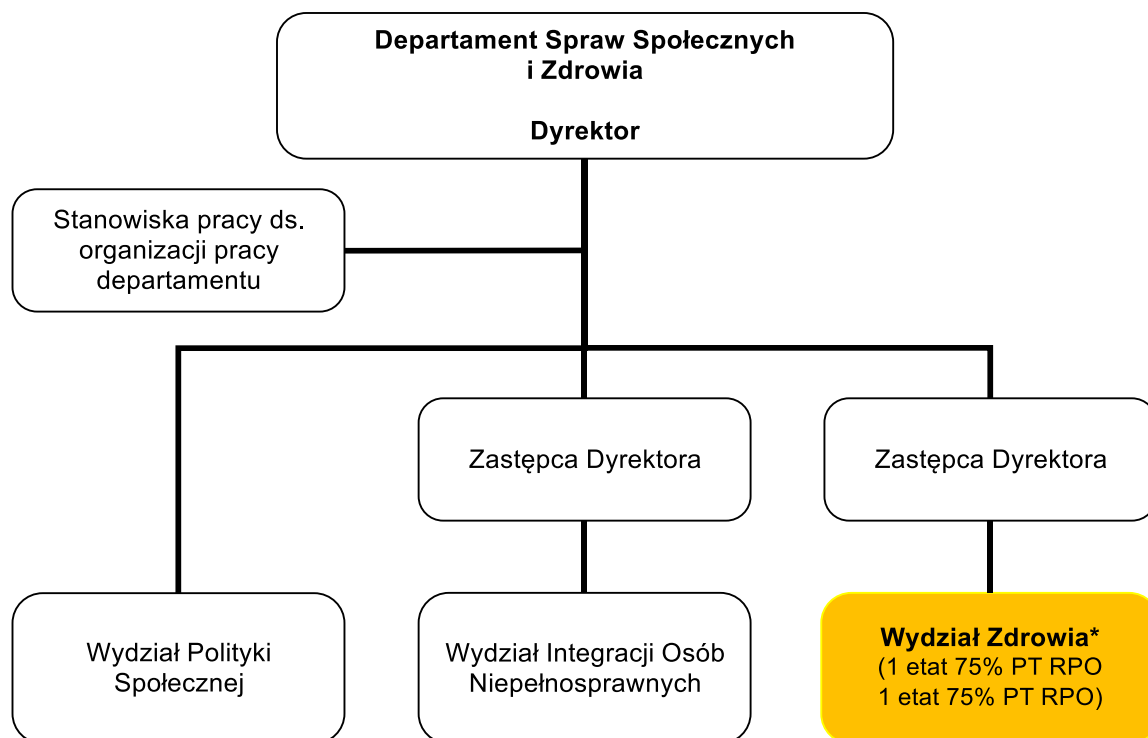 Departament Spraw Społecznych
i Zdrowia
Dyrektor
Stanowiska pracy ds.
organizacji pracy
departamentu
Zastępca Dyrektora
Zastępca Dyrektora
Wydział Polityki
Społecznej
Wydział Integracji Osób
Niepełnosprawnych
Wydział Zdrowia*
(1 etat 75% PT RPO
1 etat 75% PT RPO)